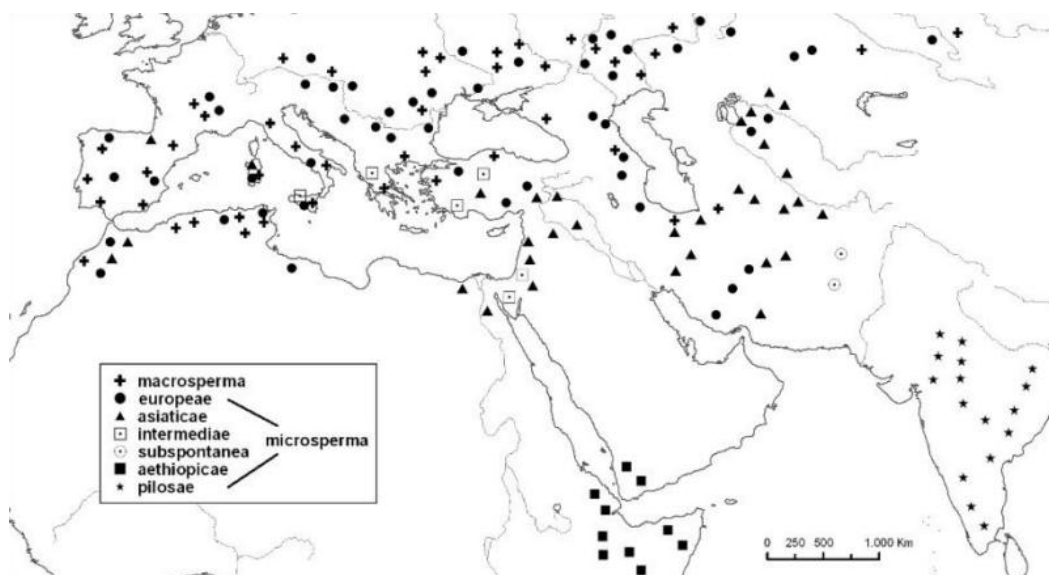 macrosperma
europeae
asiaticae
intermediae
microsperma
subspontanea
aethiopicae
pilosae
0 250 500 1.000 Km